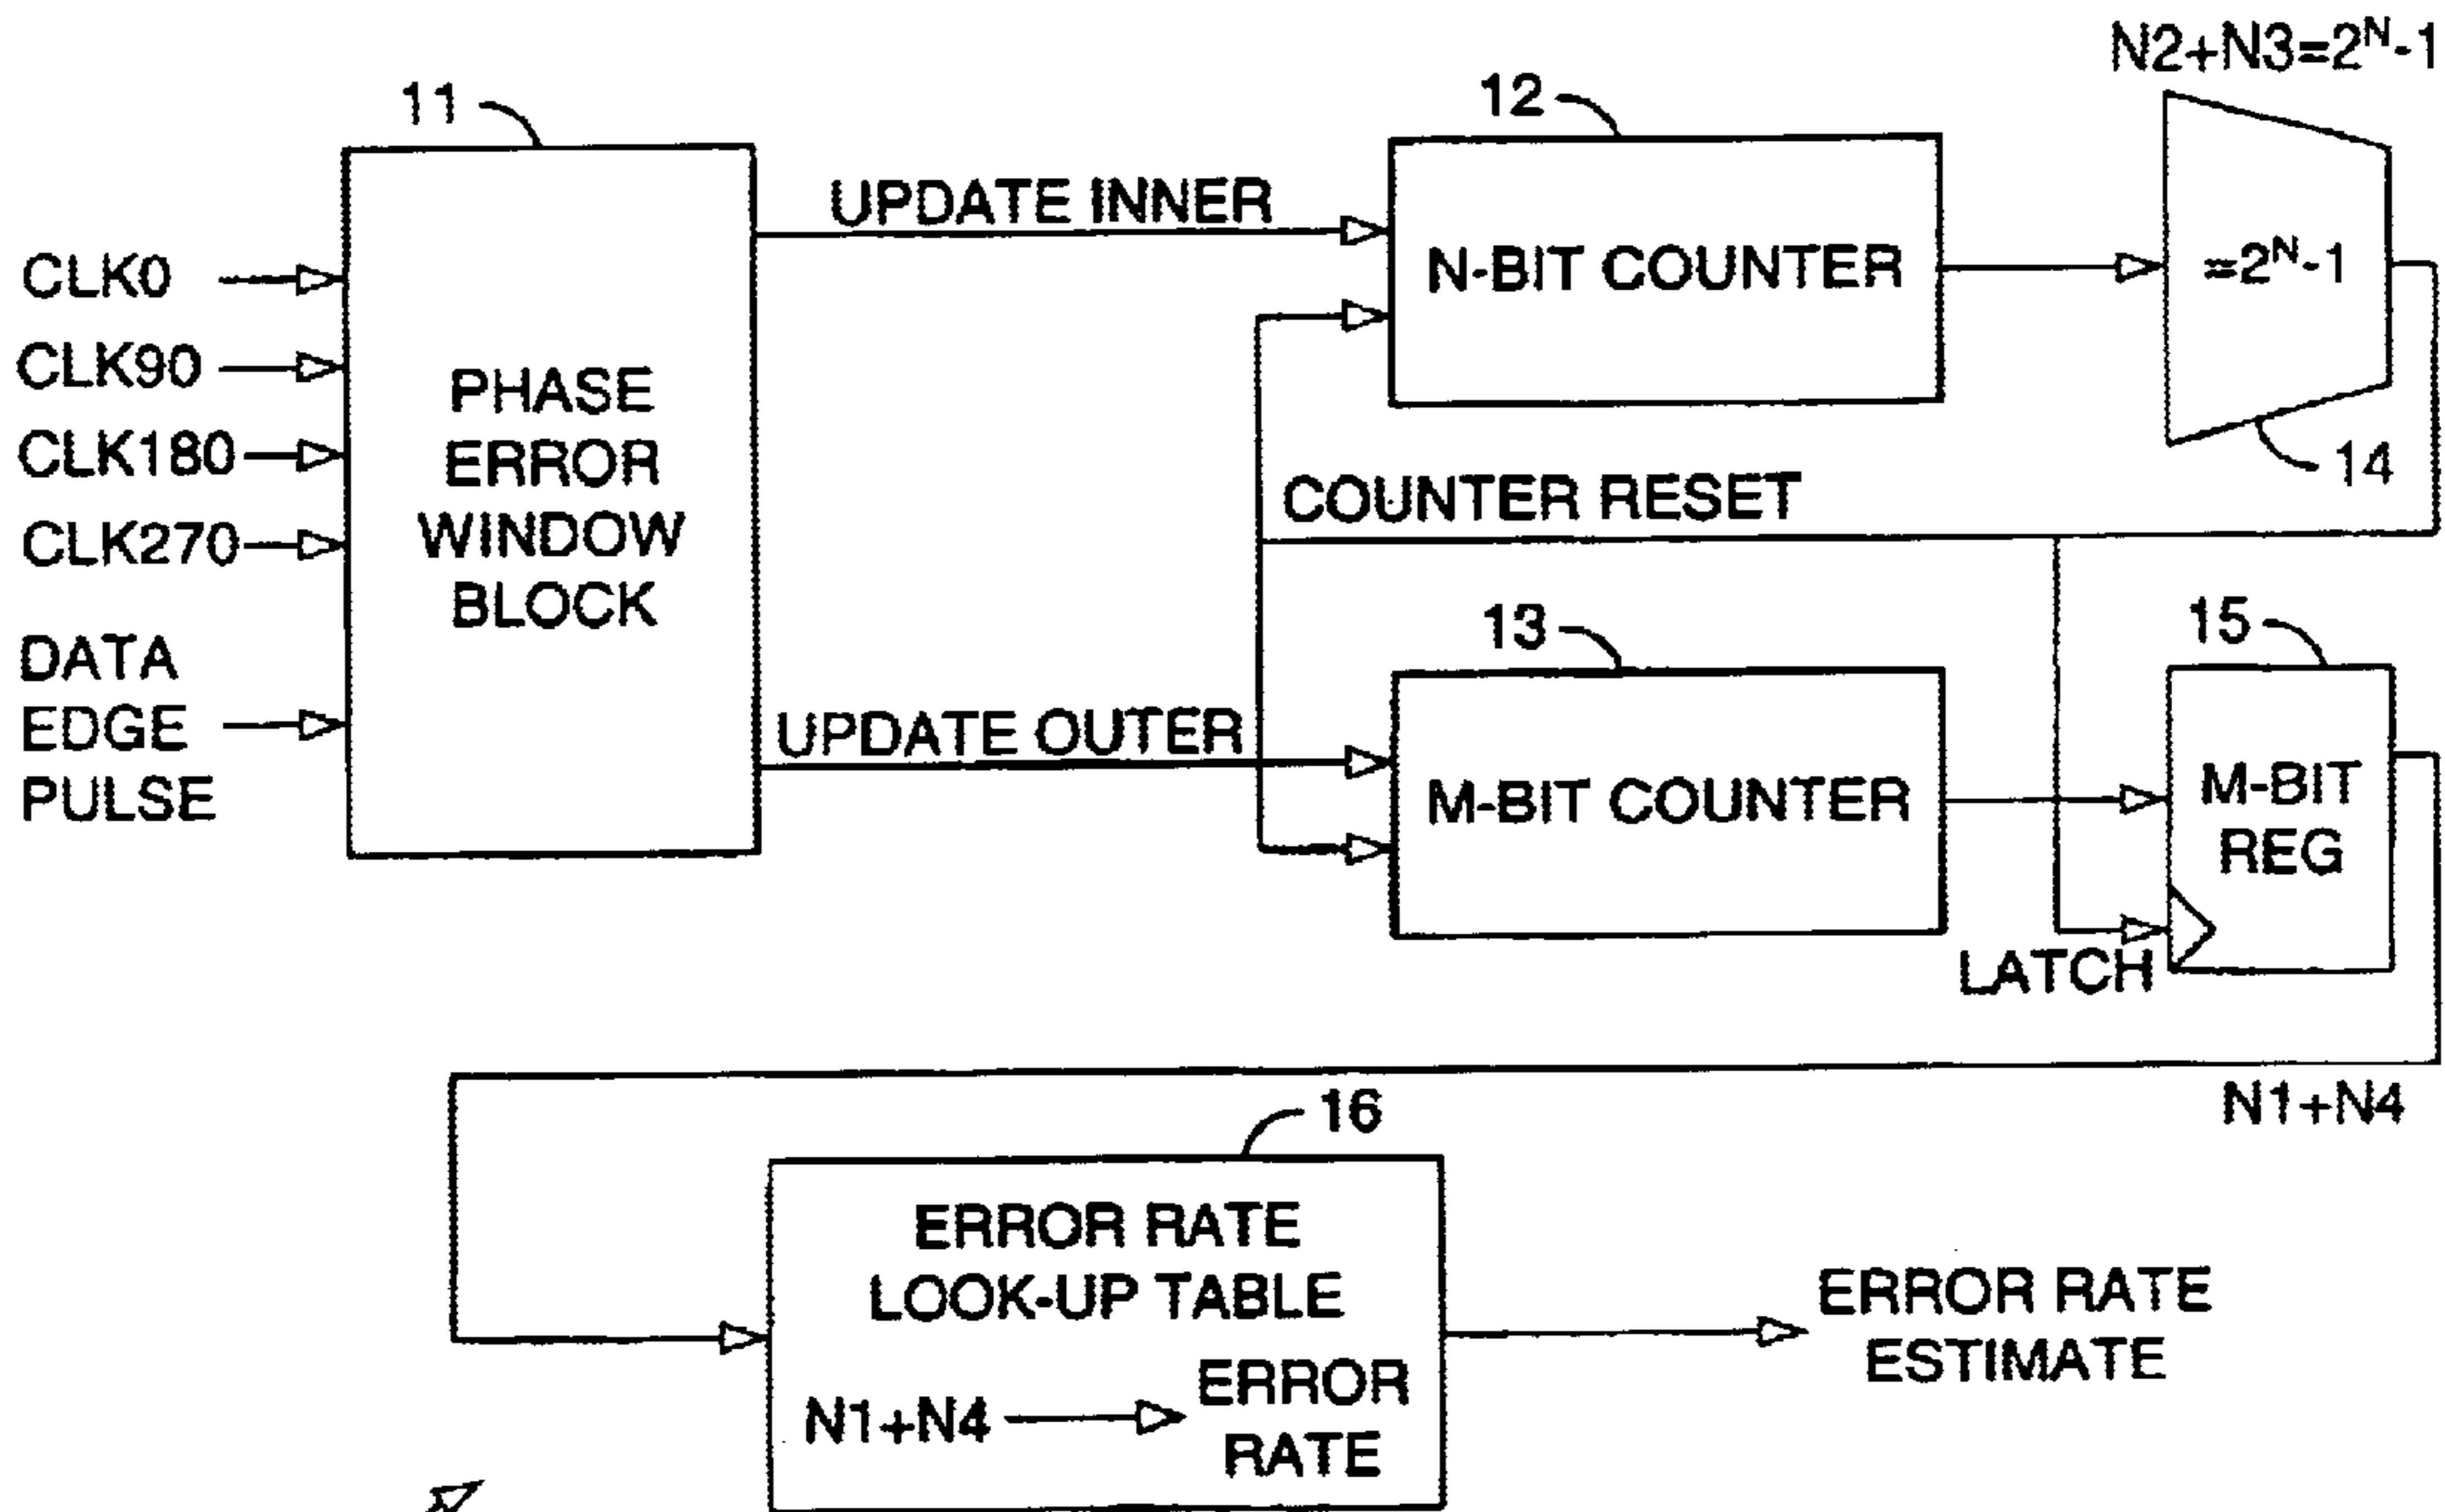 N2+N3=2^N-1
11
12
UPDATE INNER
CLK0
CLK90
CLK180
CLK270
DATA
EDGE
PULSE
PHASE
ERROR
WINDOW
BLOCK
N-BIT COUNTER
=2^N-1
14
COUNTER RESET
13
15
UPDATE OUTER
M-BIT COUNTER
M-BIT
REG
LATCH
N1+N4
16
ERROR RATE
LOOK-UP TABLE
N1+N4
ERROR
RATE
ERROR RATE
ESTIMATE